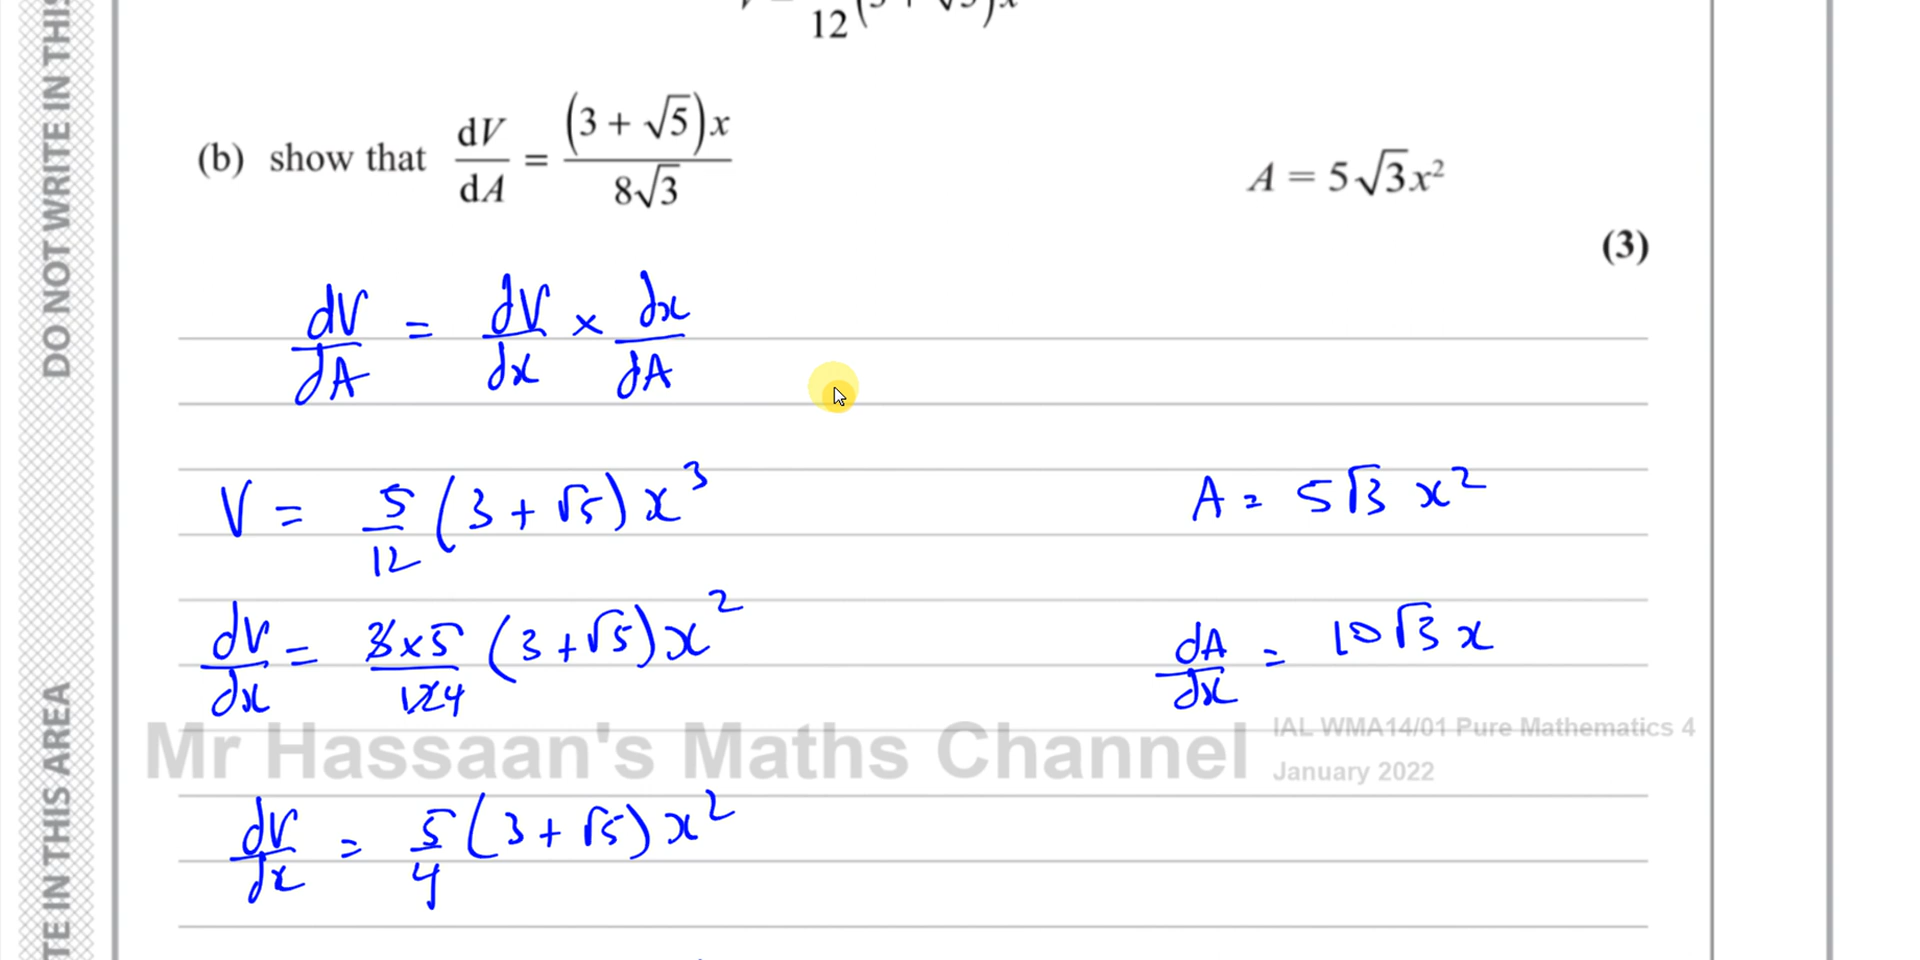 12
(b) show that dV/dA = (3 + √5)x / 8√3
A = 5√3x²
(3)
dV/dA = dV/dx × dx/dA
V = 5/12 (3 + √5) x³
A = 5√3 x²
dV/dx = 3×5/12 4 (3 + √5) x²
dA/dx = 10√3 x
Mr Hassaan's Maths Channel
IAL WMA14/01 Pure Mathematics 4
January 2022
dV/dx = 5/4 (3 + √5) x²
DO NOT WRITE IN THIS
TE IN THIS AREA